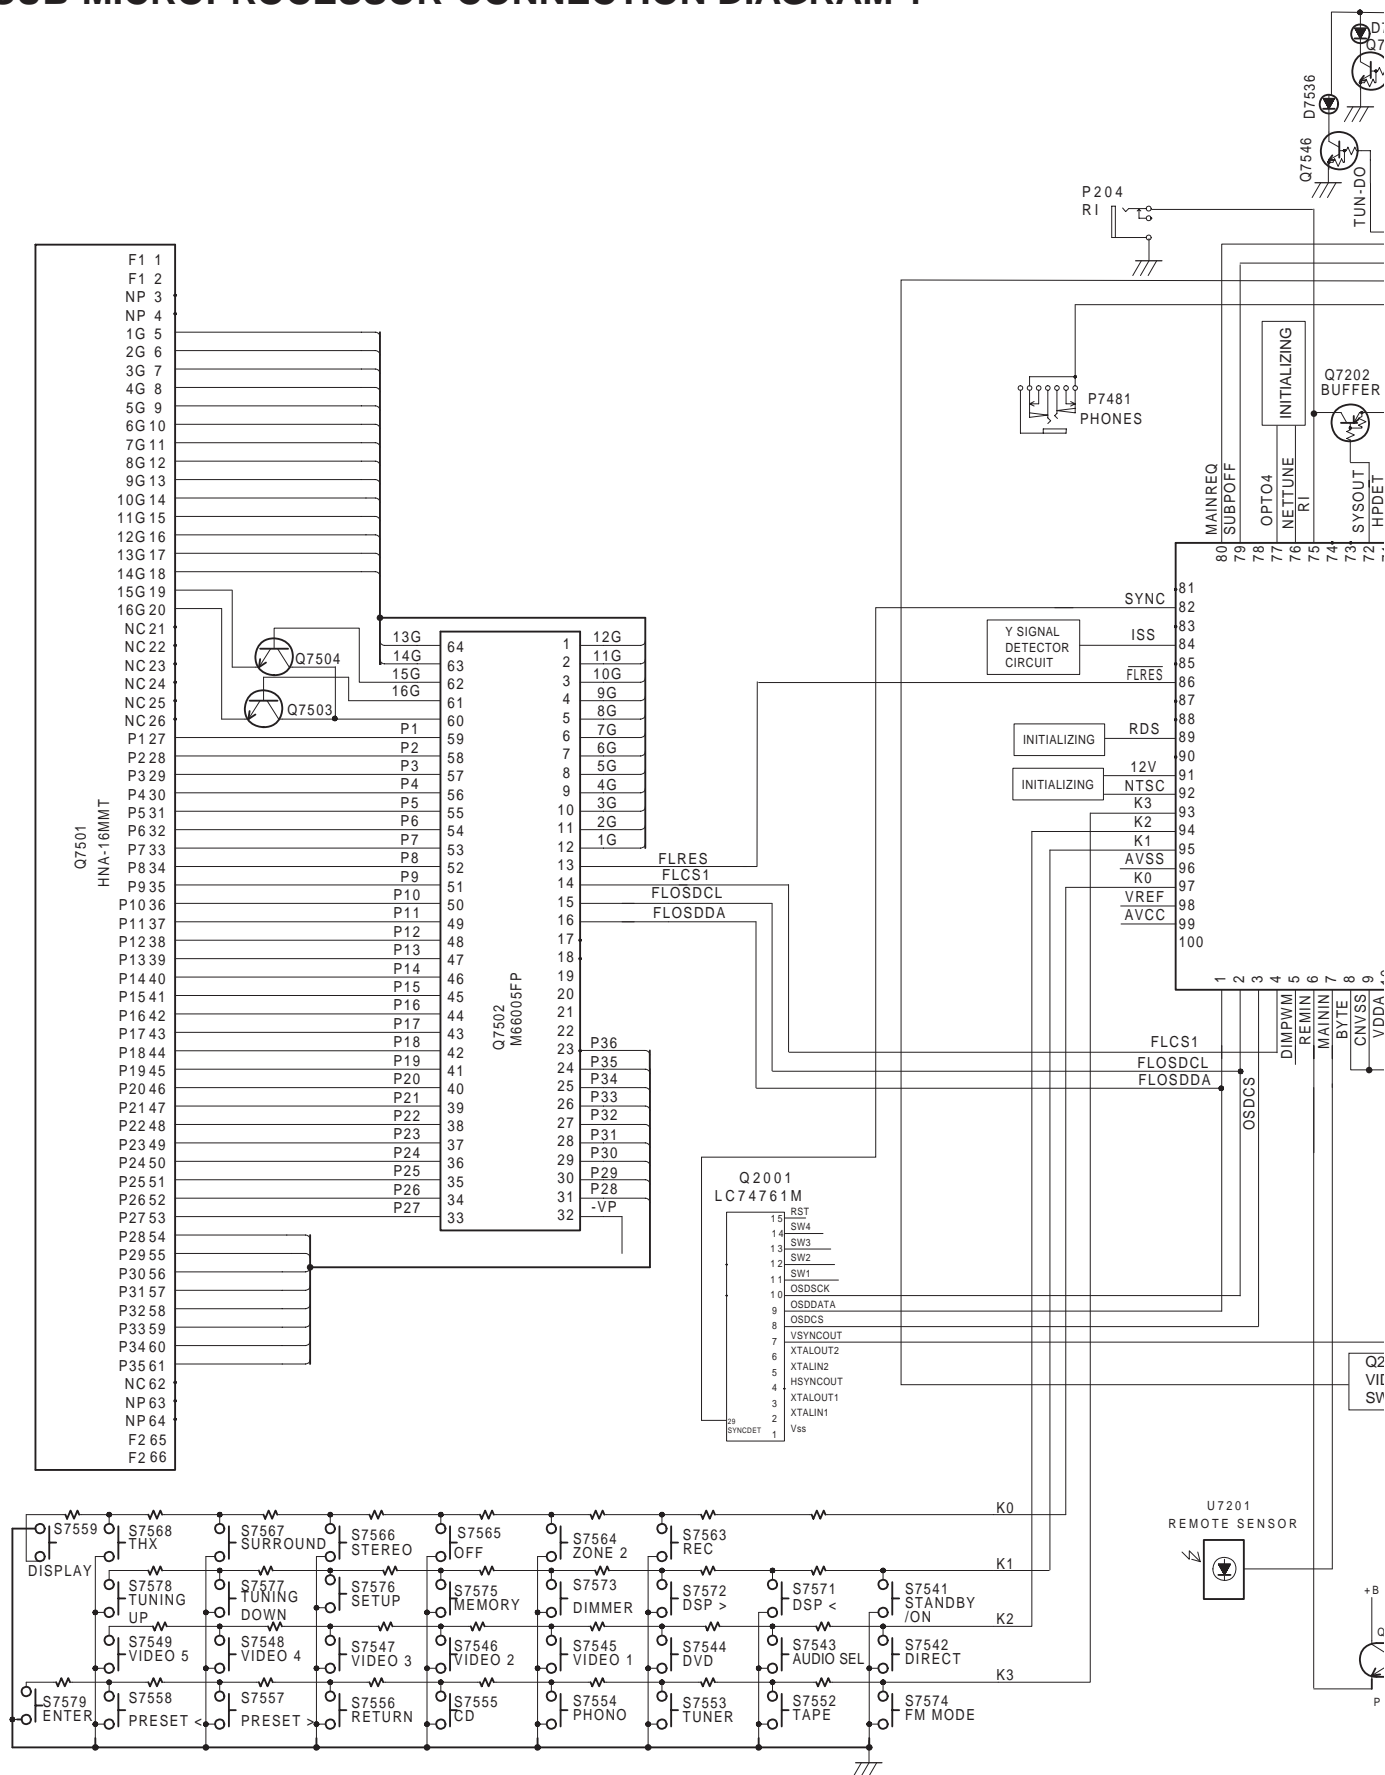 SUB-MICROPROCESSOR-CONNECTION DIAGRAM-1
D7536
Q7546
TUN-DO
P204
RI
F1 1
F1 2
NP 3
NP 4
1G 5
2G 6
3G 7
4G 8
5G 9
6G 10
7G 11
8G 12
9G 13
10G 14
11G 15
12G 16
13G 17
14G 18
15G 19
16G 20
NC 21
NC 22
NC 23
NC 24
NC 25
NC 26
P1 27
P2 28
P3 29
P4 30
P5 31
P6 32
P7 33
P8 34
P9 35
P10 36
P11 37
P12 38
P13 39
P14 40
P15 41
P16 42
P17 43
P18 44
P19 45
P20 46
P21 47
P22 48
P23 49
P24 50
P25 51
P26 52
P27 53
P28 54
P29 55
P30 56
P31 57
P32 58
P33 59
P34 60
P35 61
NC 62
NP 63
NP 64
F2 65
F2 66
Q7501
HNA-16MMT
Q7504
Q7503
13G 64
14G 63
15G 62
16G 61
60
P1 59
P2 58
P3 57
P4 56
P5 55
P6 54
P7 53
P8 52
P9 51
P10 50
P11 49
P12 48
P13 47
P14 46
P15 45
P16 44
P17 43
P18 42
P19 41
P20 40
P21 39
P22 38
P23 37
P24 36
P25 35
P26 34
P27 33
Q7502
M66005FP
1 12G
2 11G
3 10G
4 9G
5 8G
6 7G
7 6G
8 5G
9 4G
10 3G
11 2G
12 1G
13 FLRES
14 FLCS1
15 FLOSDCL
16 FLOSDDA
17
18
19
20
21
22
23 P36
24 P35
25 P34
26 P33
27 P32
28 P31
29 P30
30 P29
31 P28
32 -VP
P7481
PHONES
INITIALIZING
Q7202
BUFFER
MAINREQ
SUBPOFF
OPTO4
NETTUNE
RI
SYSOUT
HPDET
80
79
78
77
76
75
74
73
72
81
SYNC 82
83
Y SIGNAL
DETECTOR
CIRCUIT
ISS 84
85
FLRES 86
87
88
INITIALIZING
RDS 89
90
INITIALIZING
12V 91
NTSC 92
K3 93
K2 94
K1 95
AVSS 96
K0 97
VREF 98
AVCC 99
100
1
2
3
4
5
6
7
8
9
10
DIMPWM
REMIN
MAININ
BYTE
CNVSS
VDDA
FLCS1
FLOSDCL
FLOSDDA
OSDCS
Q2001
LC74761M
15 RST
14 SW4
13 SW3
12 SW2
11 SW1
10 OSDSCK
9 OSDDATA
8 OSDCS
7 VSYNCOUT
6 XTALOUT2
5 XTALIN2
4 HSYNCOUT
3 XTALOUT1
2 XTALIN1
1 Vss
29
SYNCDET
U7201
REMOTE SENSOR
+B
K0
S7559
DISPLAY
S7568
THX
S7567
SURROUND
S7566
STEREO
S7565
OFF
S7564
ZONE 2
S7563
REC
K1
S7578
TUNING
UP
S7577
TUNING
DOWN
S7576
SETUP
S7575
MEMORY
S7573
DIMMER
S7572
DSP >
S7571
DSP <
S7541
STANDBY
/ON
K2
S7549
VIDEO 5
S7548
VIDEO 4
S7547
VIDEO 3
S7546
VIDEO 2
S7545
VIDEO 1
S7544
DVD
S7543
AUDIO SEL
S7542
DIRECT
K3
S7579
ENTER
S7558
PRESET <
S7557
PRESET >
S7556
RETURN
S7555
CD
S7554
PHONO
S7553
TUNER
S7552
TAPE
S7574
FM MODE